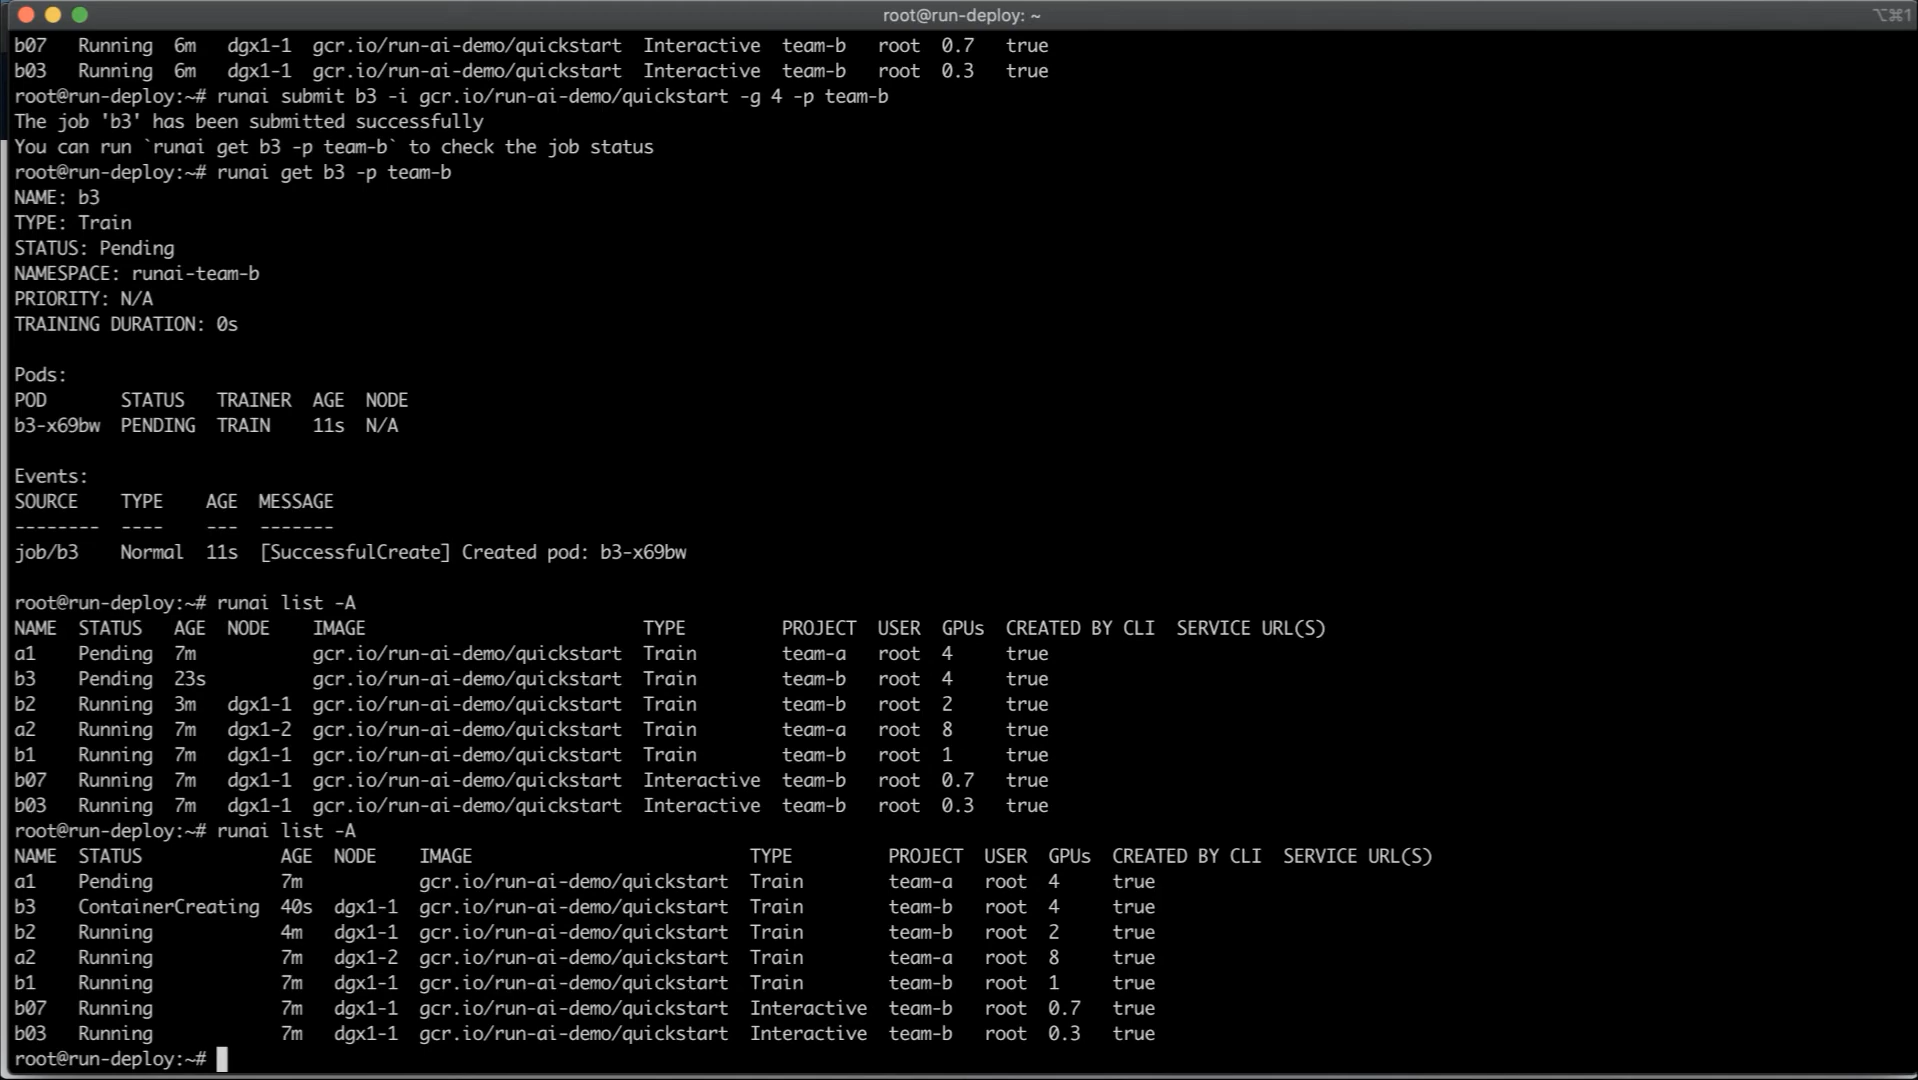 root@run-deploy: ~
⌥⌘1
b07   Running  6m   dgx1-1  gcr.io/run-ai-demo/quickstart  Interactive  team-b   root  0.7   true
b03   Running  6m   dgx1-1  gcr.io/run-ai-demo/quickstart  Interactive  team-b   root  0.3   true
root@run-deploy:~# runai submit b3 -i gcr.io/run-ai-demo/quickstart -g 4 -p team-b
The job 'b3' has been submitted successfully
You can run `runai get b3 -p team-b` to check the job status
root@run-deploy:~# runai get b3 -p team-b
NAME: b3
TYPE: Train
STATUS: Pending
NAMESPACE: runai-team-b
PRIORITY: N/A
TRAINING DURATION: 0s
Pods:
POD       STATUS   TRAINER  AGE  NODE
b3-x69bw  PENDING  TRAIN    11s  N/A
Events:
SOURCE    TYPE    AGE  MESSAGE
--------  ----    ---  -------
job/b3    Normal  11s  [SuccessfulCreate] Created pod: b3-x69bw
root@run-deploy:~# runai list -A
NAME  STATUS   AGE  NODE    IMAGE                          TYPE         PROJECT  USER  GPUs  CREATED BY CLI  SERVICE URL(S)
a1    Pending  7m           gcr.io/run-ai-demo/quickstart  Train        team-a   root  4     true
b3    Pending  23s          gcr.io/run-ai-demo/quickstart  Train        team-b   root  4     true
b2    Running  3m   dgx1-1  gcr.io/run-ai-demo/quickstart  Train        team-b   root  2     true
a2    Running  7m   dgx1-2  gcr.io/run-ai-demo/quickstart  Train        team-a   root  8     true
b1    Running  7m   dgx1-1  gcr.io/run-ai-demo/quickstart  Train        team-b   root  1     true
b07   Running  7m   dgx1-1  gcr.io/run-ai-demo/quickstart  Interactive  team-b   root  0.7   true
b03   Running  7m   dgx1-1  gcr.io/run-ai-demo/quickstart  Interactive  team-b   root  0.3   true
root@run-deploy:~# runai list -A
NAME  STATUS             AGE  NODE    IMAGE                          TYPE         PROJECT  USER  GPUs  CREATED BY CLI  SERVICE URL(S)
a1    Pending            7m           gcr.io/run-ai-demo/quickstart  Train        team-a   root  4     true
b3    ContainerCreating  40s  dgx1-1  gcr.io/run-ai-demo/quickstart  Train        team-b   root  4     true
b2    Running            4m   dgx1-1  gcr.io/run-ai-demo/quickstart  Train        team-b   root  2     true
a2    Running            7m   dgx1-2  gcr.io/run-ai-demo/quickstart  Train        team-a   root  8     true
b1    Running            7m   dgx1-1  gcr.io/run-ai-demo/quickstart  Train        team-b   root  1     true
b07   Running            7m   dgx1-1  gcr.io/run-ai-demo/quickstart  Interactive  team-b   root  0.7   true
b03   Running            7m   dgx1-1  gcr.io/run-ai-demo/quickstart  Interactive  team-b   root  0.3   true
root@run-deploy:~#